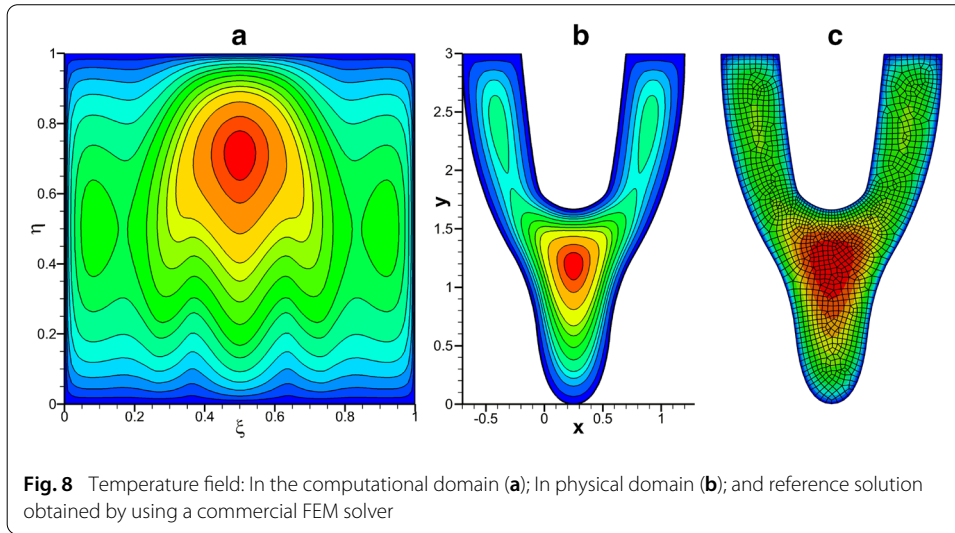 a
b
c
1
0.8
0.6
0.4
0.2
0
η
0
0.2
0.4
0.6
0.8
1
ξ
3
2.5
2
1.5
1
0.5
0
y
-0.5
0
0.5
1
x
Fig. 8 Temperature field: In the computational domain (a); In physical domain (b); and reference solution
obtained by using a commercial FEM solver